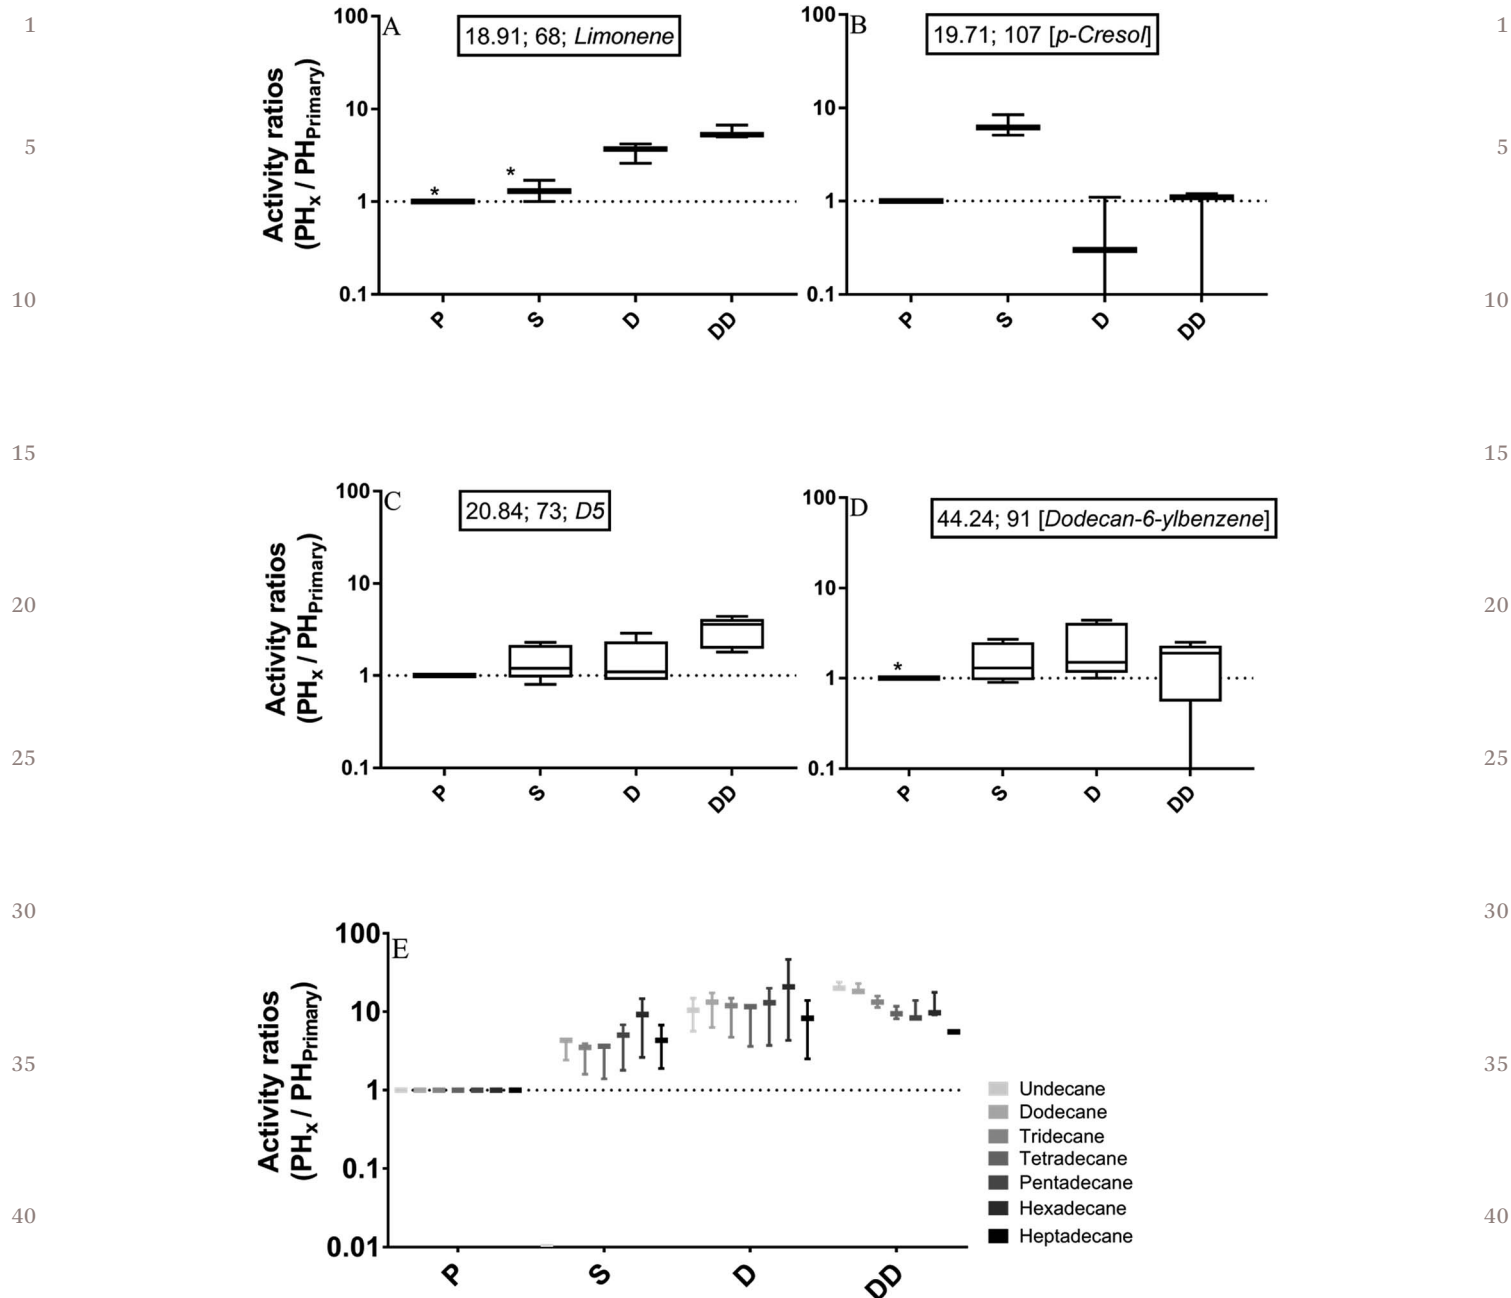 1
1
5
5
10
10
15
15
20
20
25
25
30
30
35
35
40
40
A
18.91; 68; Limonene
Activity ratios
(PHx / PHPrimary)
100
10
1
0.1
*
*
P
S
D
DD
B
19.71; 107 [p-Cresol]
100
10
1
0.1
P
S
D
DD
C
20.84; 73; D5
Activity ratios
(PHx / PHPrimary)
100
10
1
0.1
P
S
D
DD
D
44.24; 91 [Dodecan-6-ylbenzene]
100
10
1
0.1
*
P
S
D
DD
E
Activity ratios
(PHx / PHPrimary)
100
10
1
0.1
0.01
P
S
D
DD
Undecane
Dodecane
Tridecane
Tetradecane
Pentadecane
Hexadecane
Heptadecane